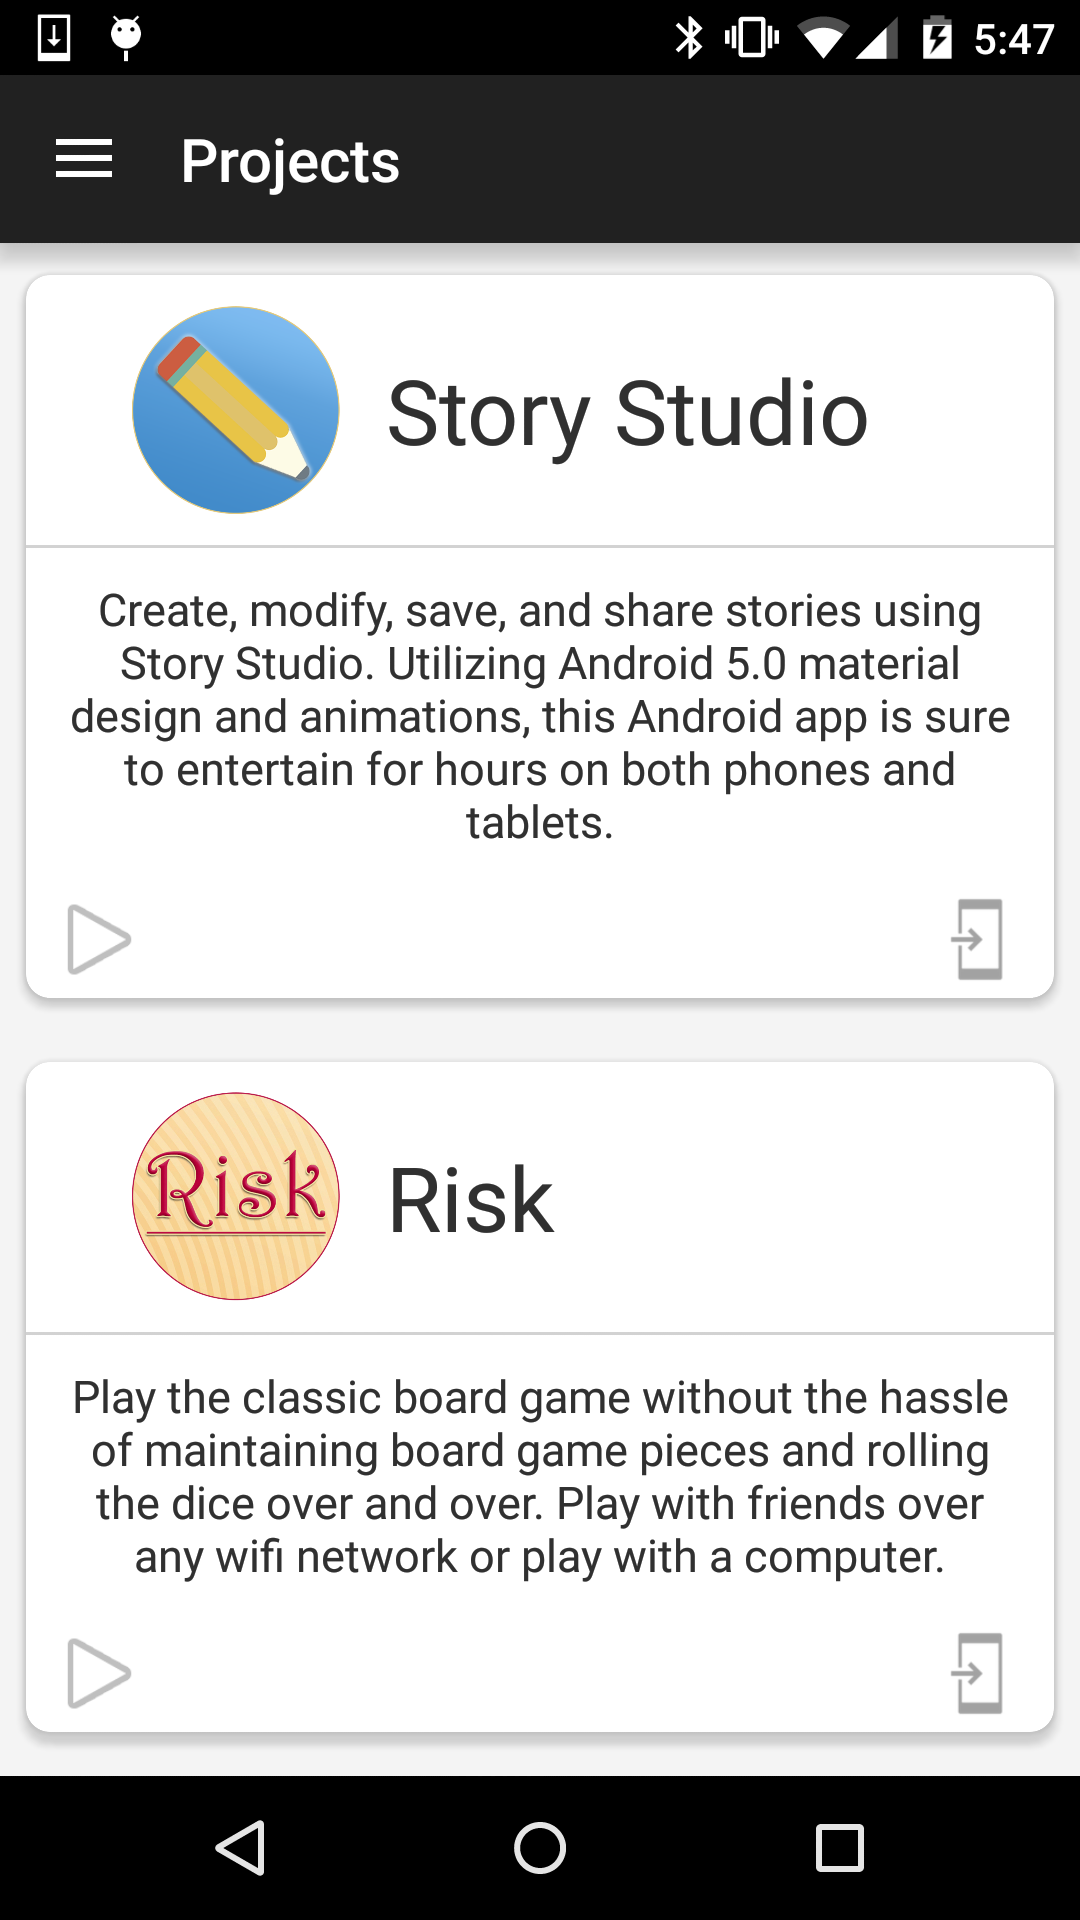 5:47
Projects
Story Studio
Create, modify, save, and share stories using
Story Studio. Utilizing Android 5.0 material
design and animations, this Android app is sure
to entertain for hours on both phones and
tablets.
Risk
Risk
Play the classic board game without the hassle
of maintaining board game pieces and rolling
the dice over and over. Play with friends over
any wifi network or play with a computer.